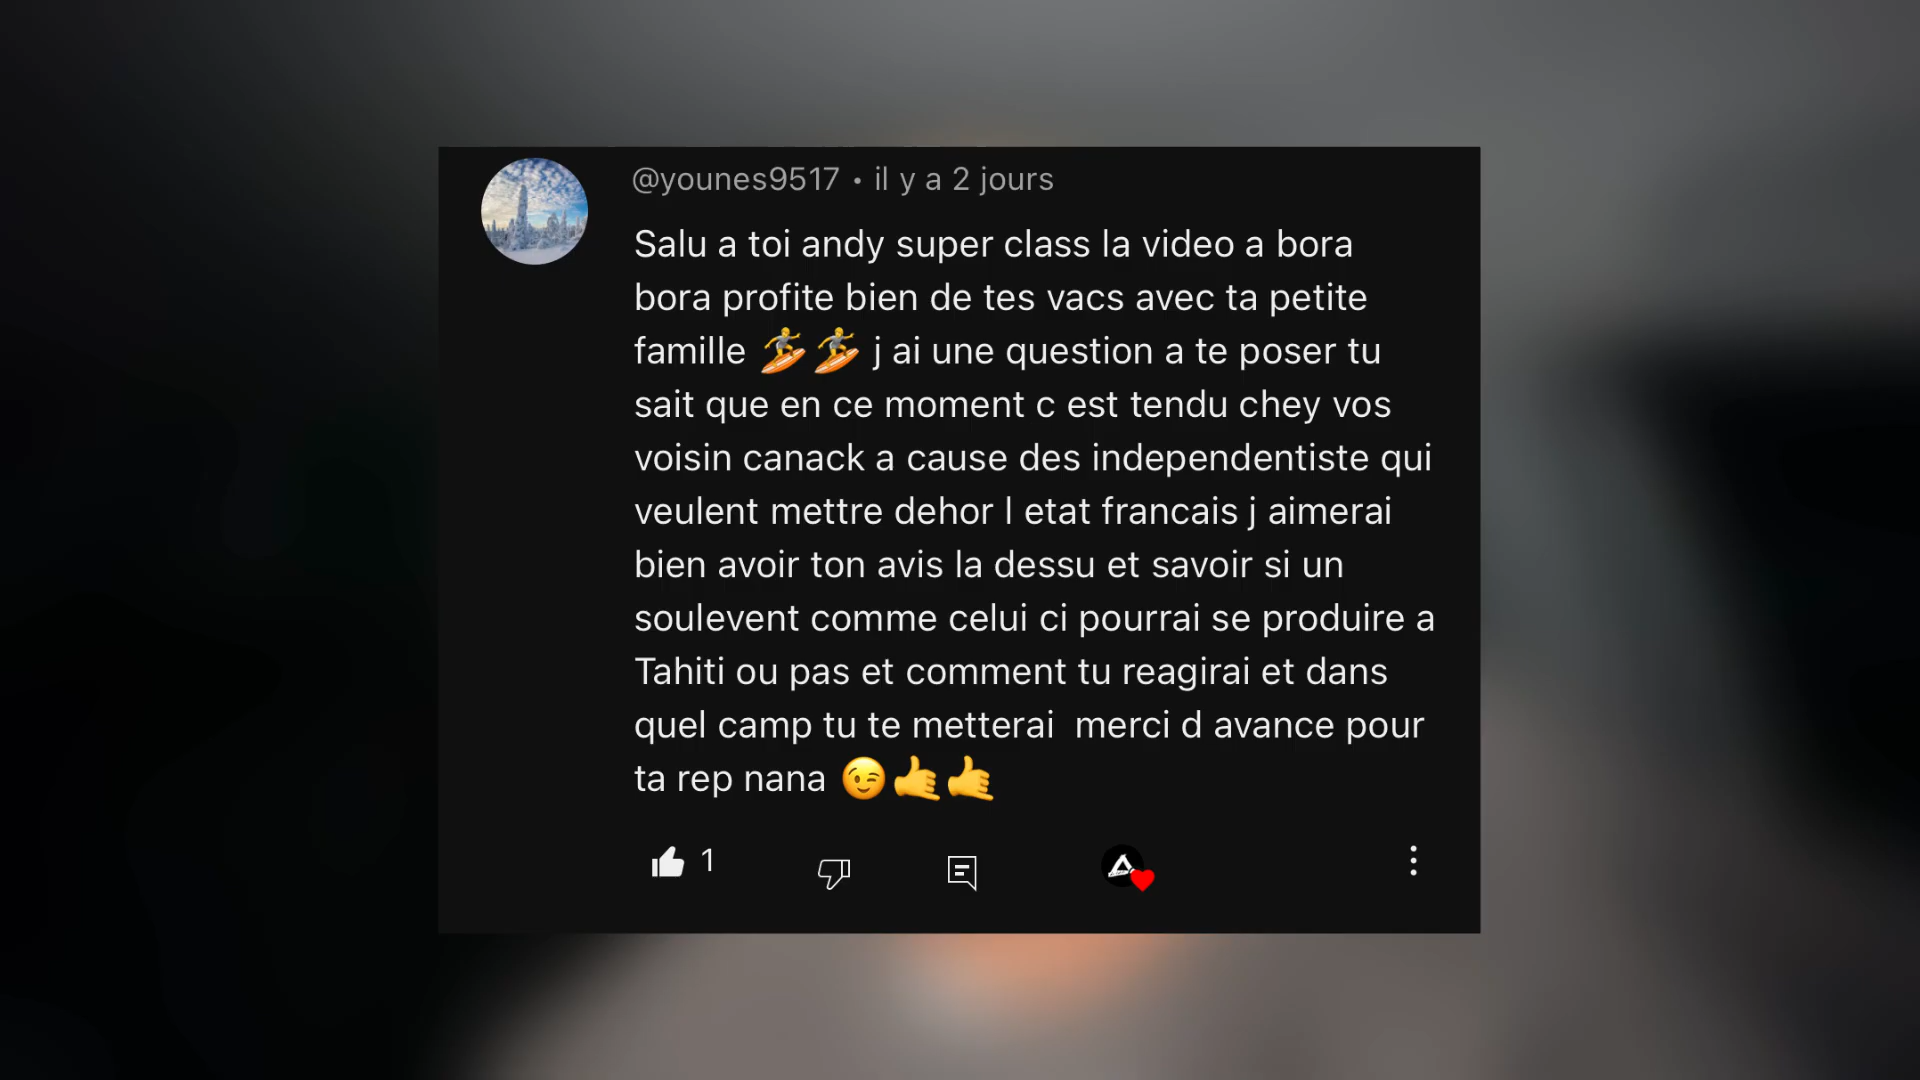 @younes9517 • il y a 2 jours
Salu a toi andy super class la video a bora
bora profite bien de tes vacs avec ta petite
famille 🏄🏄 j ai une question a te poser tu
sait que en ce moment c est tendu chey vos
voisin canack a cause des independentiste qui
veulent mettre dehor l etat francais j aimerai
bien avoir ton avis la dessu et savoir si un
soulevent comme celui ci pourrai se produire a
Tahiti ou pas et comment tu reagirai et dans
quel camp tu te metterai  merci d avance pour
ta rep nana 😉🤙🤙
1